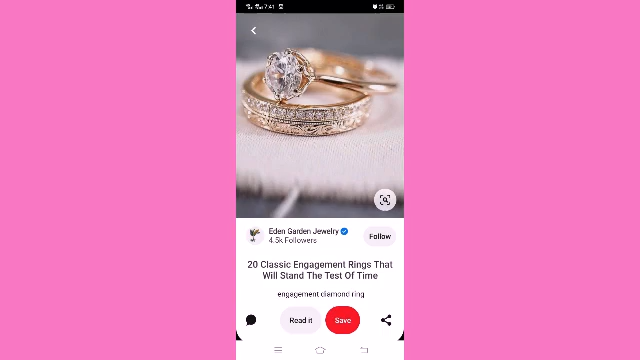 7:41
Eden Garden Jewelry
4.5k Followers
Follow
20 Classic Engagement Rings That
Will Stand The Test Of Time
engagement diamond ring
Read it
Save